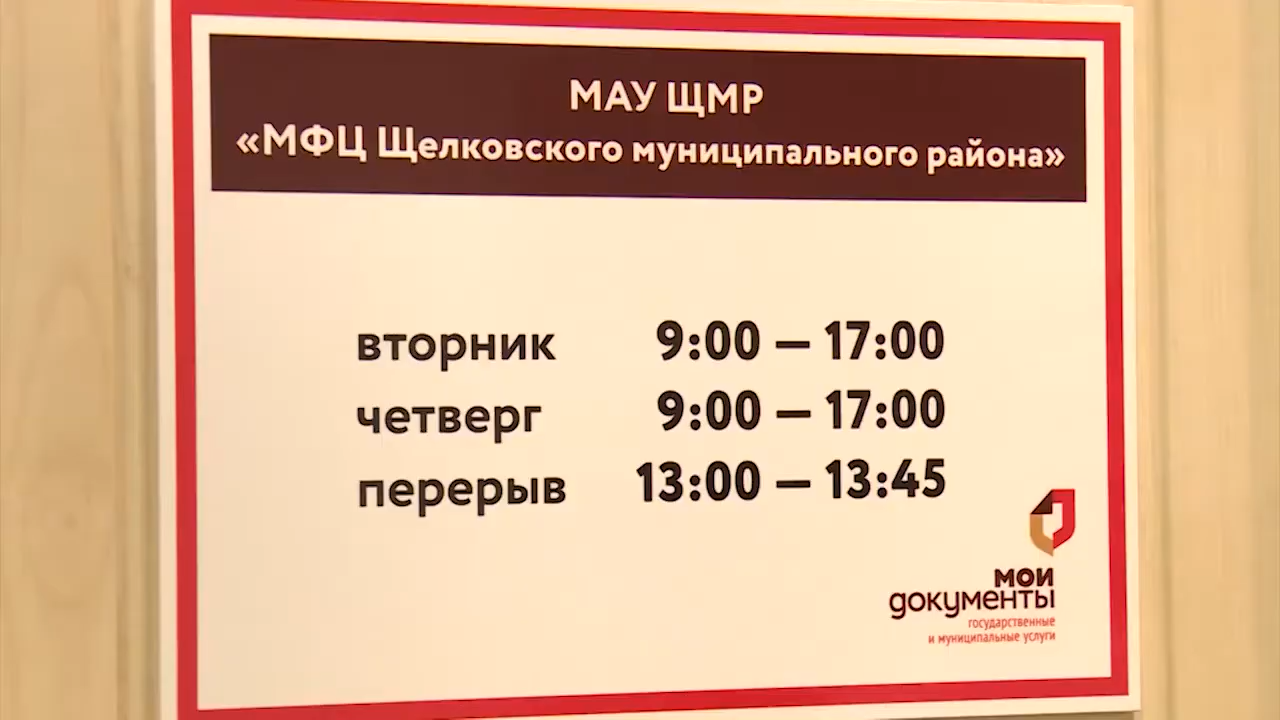 МАУ ЩМР
«МФЦ Щелковского муниципального района»
вторник 9:00 — 17:00
четверг 9:00 — 17:00
перерыв 13:00 — 13:45
мои
документы
государственные
и муниципальные услуги